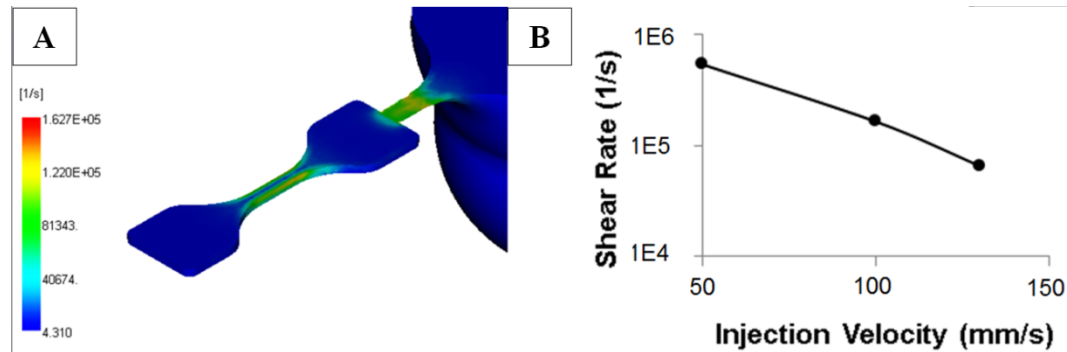 A
[1/s]
1.627E+05
1.220E+05
81343.
40674.
4.310
B
Shear Rate (1/s)
1E6
1E5
1E4
50
100
150
Injection Velocity (mm/s)